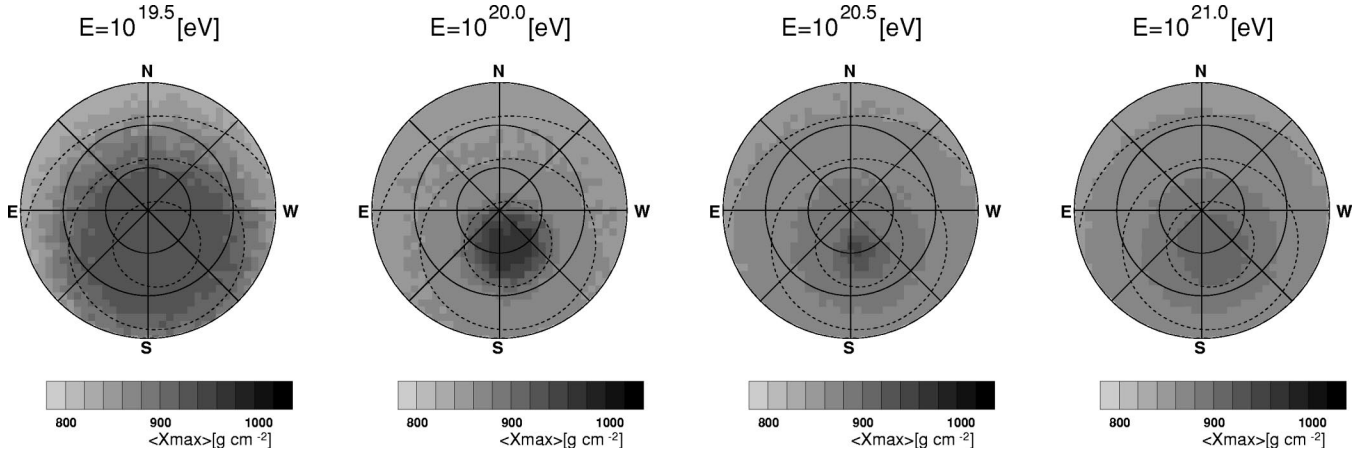 E=10^19.5 [eV]
N
E
W
S
800 900 1000
<Xmax>[g cm -2]
E=10^20.0 [eV]
N
E
W
S
800 900 1000
<Xmax>[g cm -2]
E=10^20.5 [eV]
N
E
W
S
800 900 1000
<Xmax>[g cm -2]
E=10^21.0 [eV]
N
E
W
S
800 900 1000
<Xmax>[g cm -2]